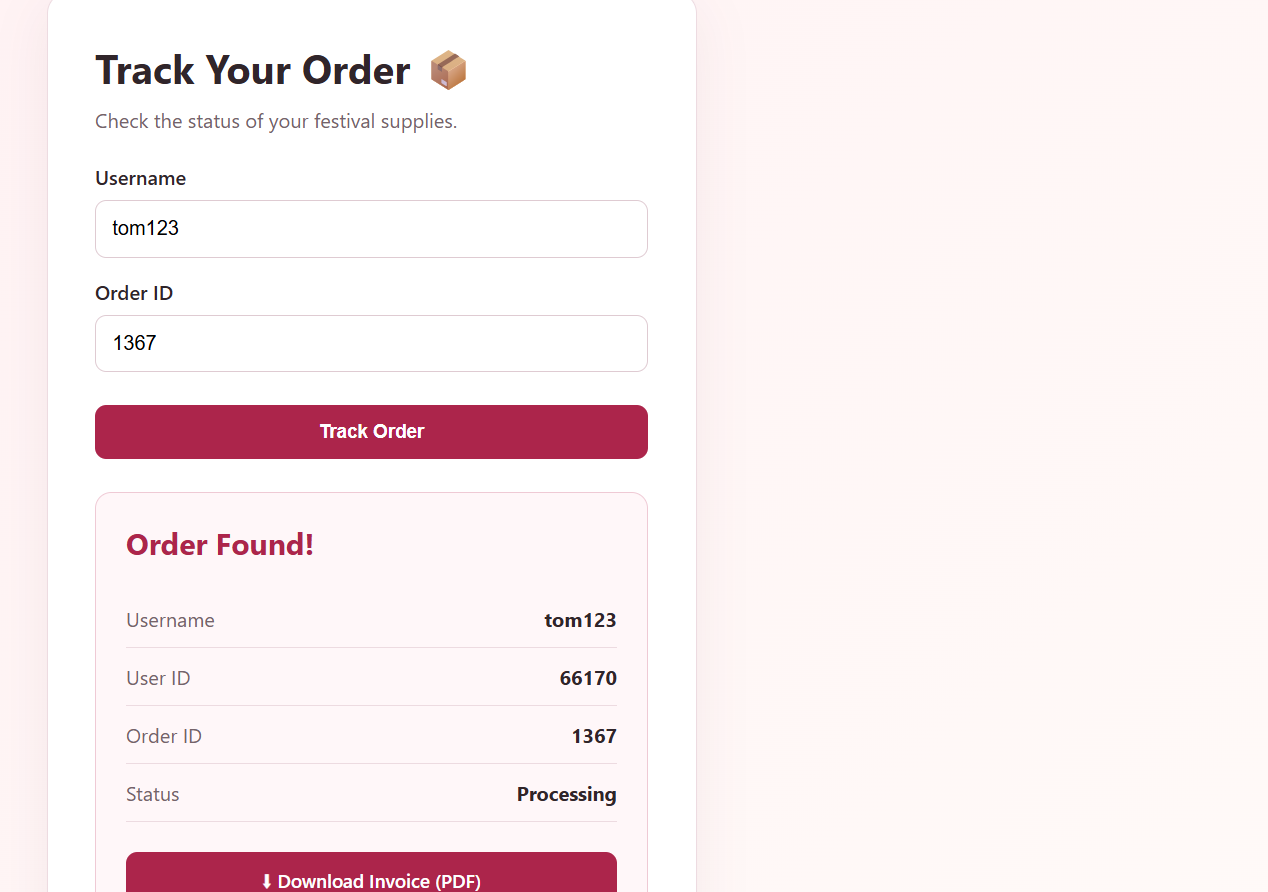 Track Your Order 📦
Check the status of your festival supplies.
Username
tom123
Order ID
1367
Track Order
Order Found!
Username tom123
User ID 66170
Order ID 1367
Status Processing
⬇ Download Invoice (PDF)